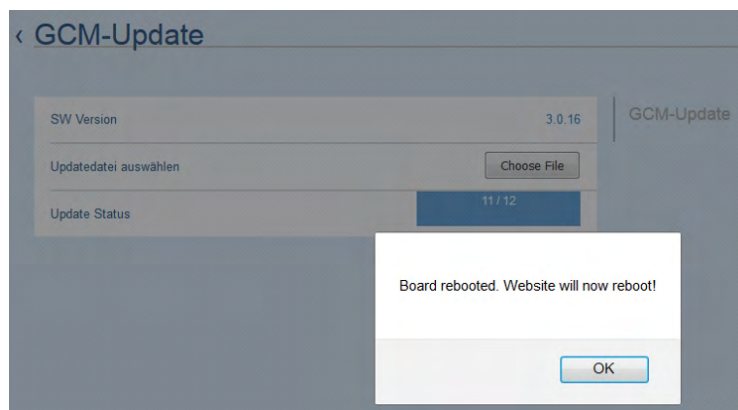 ‹ GCM-Update
SW Version 3.0.16
GCM-Update
Updatedatei auswählen Choose File
Update Status 11 / 12
Board rebooted. Website will now reboot!
OK